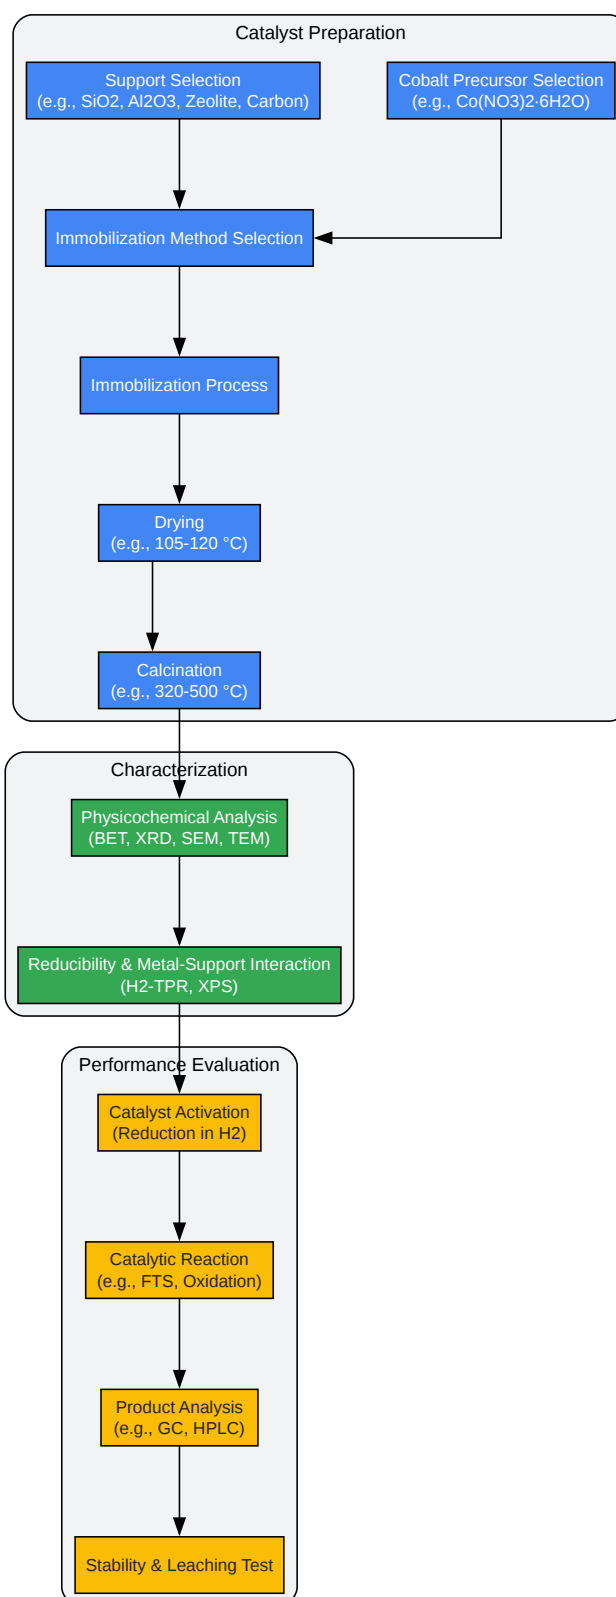 Catalyst Preparation
Support Selection
(e.g., SiO2, Al2O3, Zeolite, Carbon)
Cobalt Precursor Selection
(e.g., Co(NO3)2·6H2O)
Immobilization Method Selection
Immobilization Process
Drying
(e.g., 105-120 °C)
Calcination
(e.g., 320-500 °C)
Characterization
Physicochemical Analysis
(BET, XRD, SEM, TEM)
Reducibility & Metal-Support Interaction
(H2-TPR, XPS)
Performance Evaluation
Catalyst Activation
(Reduction in H2)
Catalytic Reaction
(e.g., FTS, Oxidation)
Product Analysis
(e.g., GC, HPLC)
Stability & Leaching Test